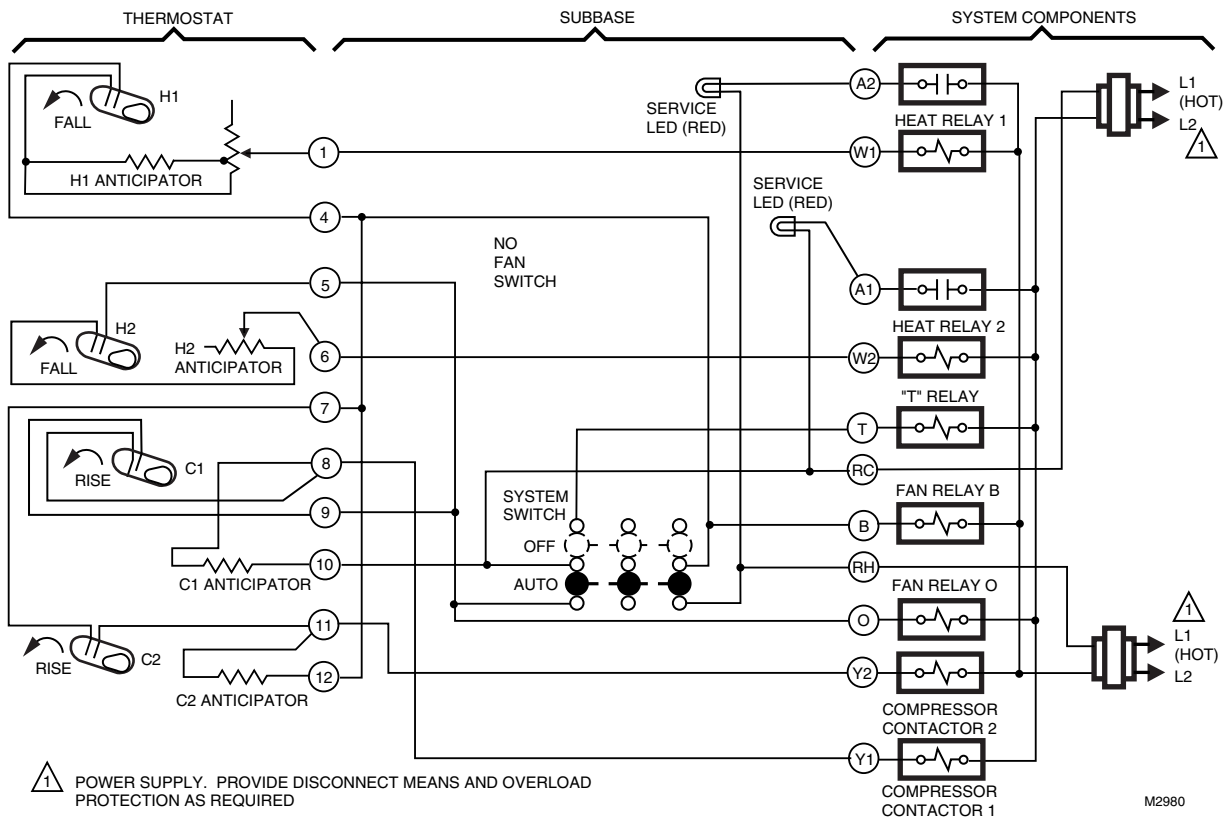 THERMOSTAT
SUBBASE
SYSTEM COMPONENTS
H1
FALL
H1 ANTICIPATOR
1
4
NO
FAN
SWITCH
5
H2
FALL
H2
ANTICIPATOR
6
7
C1
RISE
8
9
C1 ANTICIPATOR
10
11
C2
RISE
C2 ANTICIPATOR
12
SERVICE
LED (RED)
SERVICE
LED (RED)
SYSTEM
SWITCH
OFF
AUTO
A2
HEAT RELAY 1
W1
A1
HEAT RELAY 2
W2
"T" RELAY
T
RC
FAN RELAY B
B
RH
FAN RELAY O
O
Y2
COMPRESSOR
CONTACTOR 2
Y1
COMPRESSOR
CONTACTOR 1
L1
(HOT)
L2
1
1
L1
(HOT)
L2
1 POWER SUPPLY. PROVIDE DISCONNECT MEANS AND OVERLOAD
PROTECTION AS REQUIRED
M2980